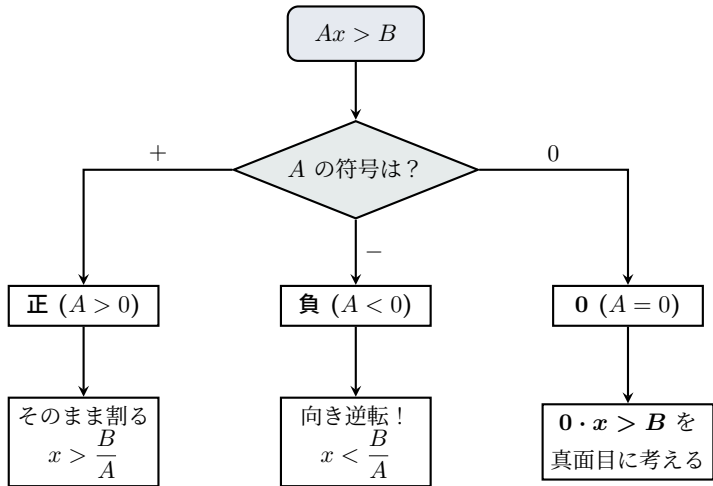 Ax > B
A の符号は？
+
0
−
正 (A > 0)
負 (A < 0)
0 (A = 0)
そのまま割る
x > B/A
向き逆転！
x < B/A
0 · x > B を
真面目に考える